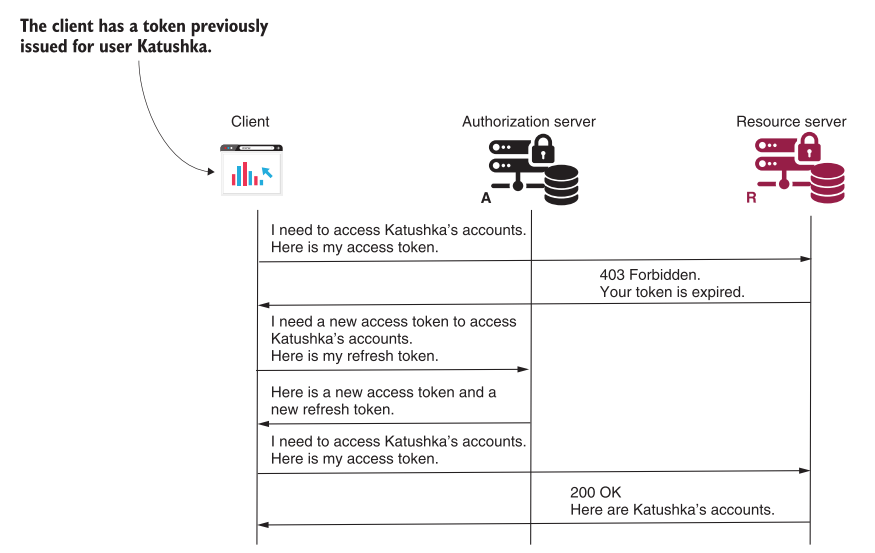 The client has a token previously
issued for user Katushka.
Client
Authorization server
Resource server
A
R
I need to access Katushka's accounts.
Here is my access token.
403 Forbidden.
Your token is expired.
I need a new access token to access
Katushka's accounts.
Here is my refresh token.
Here is a new access token and a
new refresh token.
I need to access Katushka's accounts.
Here is my access token.
200 OK
Here are Katushka's accounts.